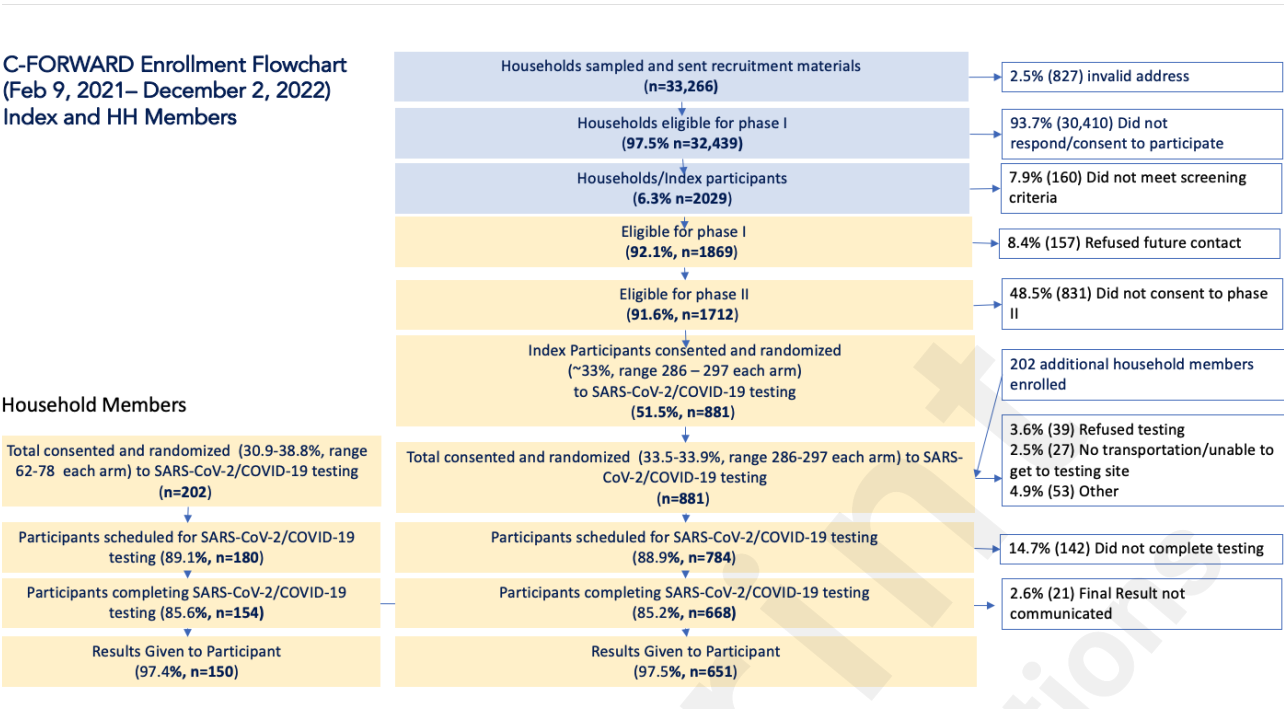 C-FORWARD Enrollment Flowchart
(Feb 9, 2021– December 2, 2022)
Index and HH Members
Households sampled and sent recruitment materials
(n=33,266)
2.5% (827) invalid address
Households eligible for phase I
(97.5% n=32,439)
93.7% (30,410) Did not
respond/consent to participate
Households/Index participants
(6.3% n=2029)
7.9% (160) Did not meet screening
criteria
Eligible for phase I
(92.1%, n=1869)
8.4% (157) Refused future contact
Eligible for phase II
(91.6%, n=1712)
48.5% (831) Did not consent to phase
II
Index Participants consented and randomized
(~33%, range 286 – 297 each arm)
to SARS-CoV-2/COVID-19 testing
(51.5%, n=881)
202 additional household members
enrolled
Household Members
Total consented and randomized (30.9-38.8%, range
62-78 each arm) to SARS-CoV-2/COVID-19 testing
(n=202)
Total consented and randomized (33.5-33.9%, range 286-297 each arm) to SARS-
CoV-2/COVID-19 testing
(n=881)
3.6% (39) Refused testing
2.5% (27) No transportation/unable to
get to testing site
4.9% (53) Other
Participants scheduled for SARS-CoV-2/COVID-19
testing (89.1%, n=180)
Participants scheduled for SARS-CoV-2/COVID-19 testing
(88.9%, n=784)
14.7% (142) Did not complete testing
Participants completing SARS-CoV-2/COVID-19
testing (85.6%, n=154)
Participants completing SARS-CoV-2/COVID-19 testing
(85.2%, n=668)
2.6% (21) Final Result not
communicated
Results Given to Participant
(97.4%, n=150)
Results Given to Participant
(97.5%, n=651)